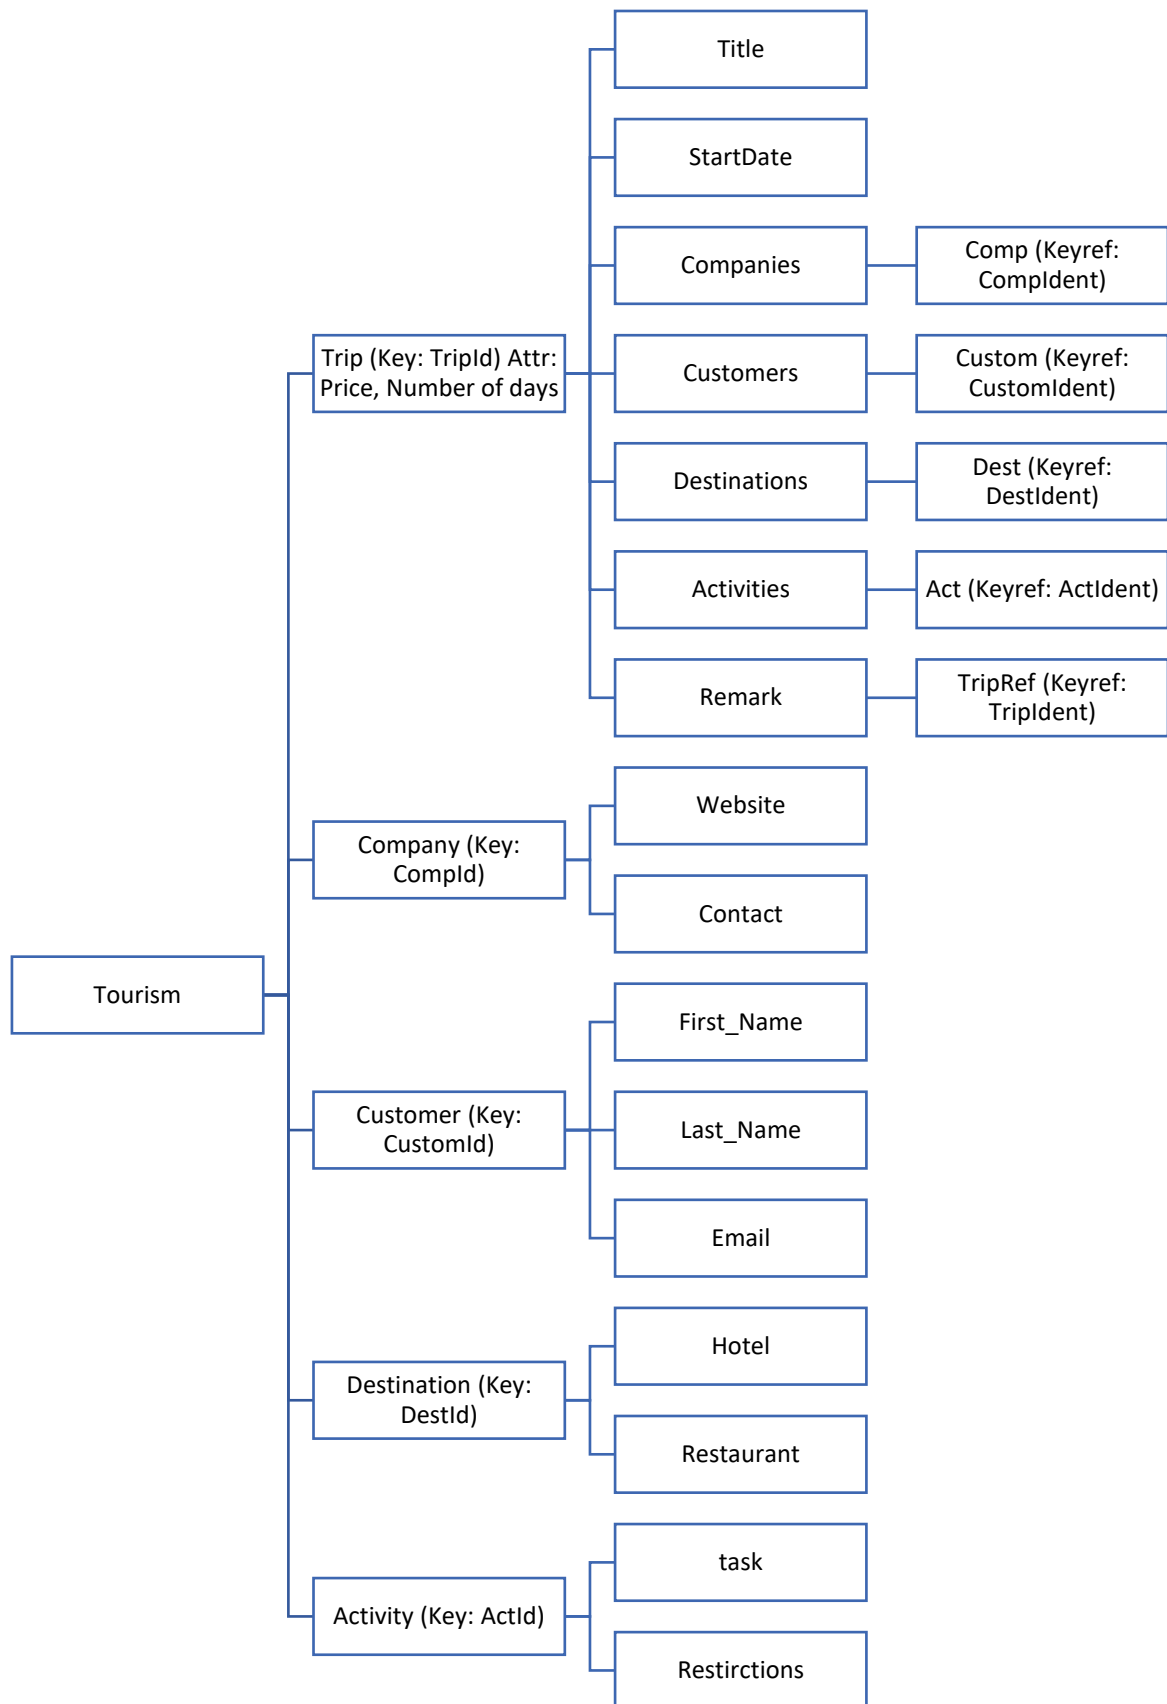 Title
StartDate
Companies
Comp (Keyref:
CompIdent)
Trip (Key: TripId) Attr:
Price, Number of days
Customers
Custom (Keyref:
CustomIdent)
Destinations
Dest (Keyref:
DestIdent)
Activities
Act (Keyref: ActIdent)
Remark
TripRef (Keyref:
TripIdent)
Website
Company (Key:
CompId)
Contact
Tourism
First_Name
Customer (Key:
CustomId)
Last_Name
Email
Hotel
Destination (Key:
DestId)
Restaurant
task
Activity (Key: ActId)
Restirctions